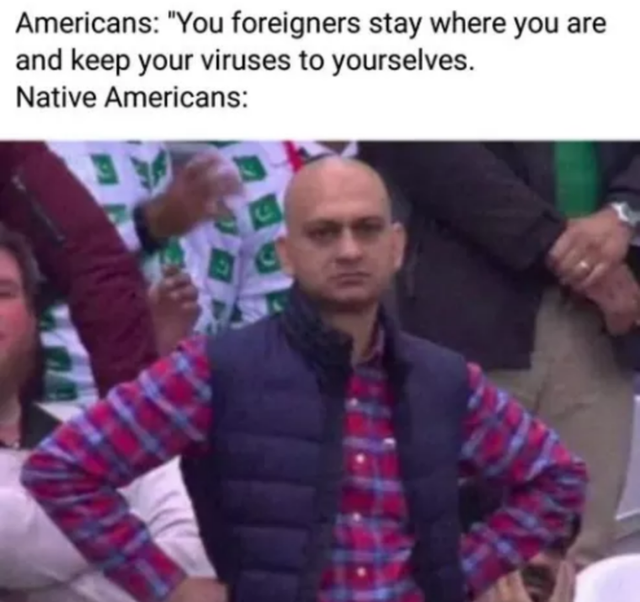 Americans: "You foreigners stay where you are
and keep your viruses to yourselves.
Native Americans: